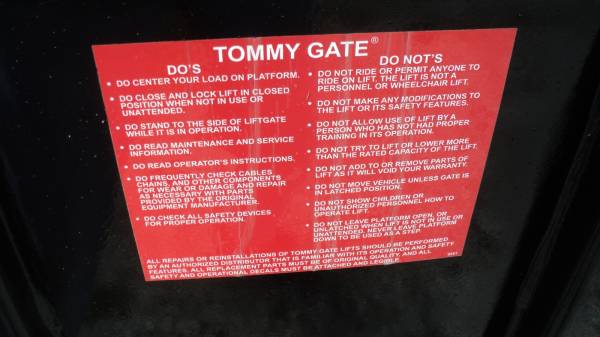 TOMMY GATE®
DO'S
• DO CENTER YOUR LOAD ON PLATFORM.
• DO CLOSE AND LOCK LIFT IN CLOSED
POSITION WHEN NOT IN USE OR
UNATTENDED.
• DO STAND TO THE SIDE OF LIFTGATE
WHILE IT IS IN OPERATION.
• DO READ MAINTENANCE AND SERVICE
INFORMATION.
• DO READ OPERATOR'S INSTRUCTIONS.
• DO FREQUENTLY CHECK CABLES
CHAINS, AND OTHER COMPONENTS
FOR WEAR OR DAMAGE AND REPAIR
AS NECESSARY WITH PARTS
PROVIDED BY THE ORIGINAL
EQUIPMENT MANUFACTURER.
• DO CHECK ALL SAFETY DEVICES
FOR PROPER OPERATION.
DO NOT'S
• DO NOT RIDE OR PERMIT ANYONE TO
RIDE ON LIFT. THE LIFT IS NOT A
PERSONNEL OR WHEELCHAIR LIFT.
• DO NOT MAKE ANY MODIFICATIONS TO
THE LIFT OR ITS SAFETY FEATURES.
• DO NOT ALLOW USE OF LIFT BY A
PERSON WHO HAS NOT HAD PROPER
TRAINING IN ITS OPERATION.
• DO NOT TRY TO LIFT OR LOWER MORE
THAN THE RATED CAPACITY OF THE LIFT.
• DO NOT ADD TO OR REMOVE PARTS OF
LIFT AS IT WILL VOID YOUR WARRANTY.
• DO NOT MOVE VEHICLE UNLESS GATE IS
IN LATCHED POSITION.
• DO NOT SHOW CHILDREN OR
UNAUTHORIZED PERSONNEL HOW TO
OPERATE LIFT.
• DO NOT LEAVE PLATFORM OPEN, OR
UNLATCHED WHEN LIFT IS NOT IN USE OR
UNATTENDED. NEVER LEAVE PLATFORM
DOWN TO BE USED AS A STEP.
ALL REPAIRS OR REINSTALLATIONS OF TOMMY GATE LIFTS SHOULD BE PERFORMED
BY AN AUTHORIZED DISTRIBUTOR THAT IS FAMILIAR WITH ITS OPERATION AND SAFETY
FEATURES. ALL REPLACEMENT PARTS MUST BE OF ORIGINAL QUALITY, AND ALL
SAFETY AND OPERATIONAL DECALS MUST BE ATTACHED AND LEGIBLE.